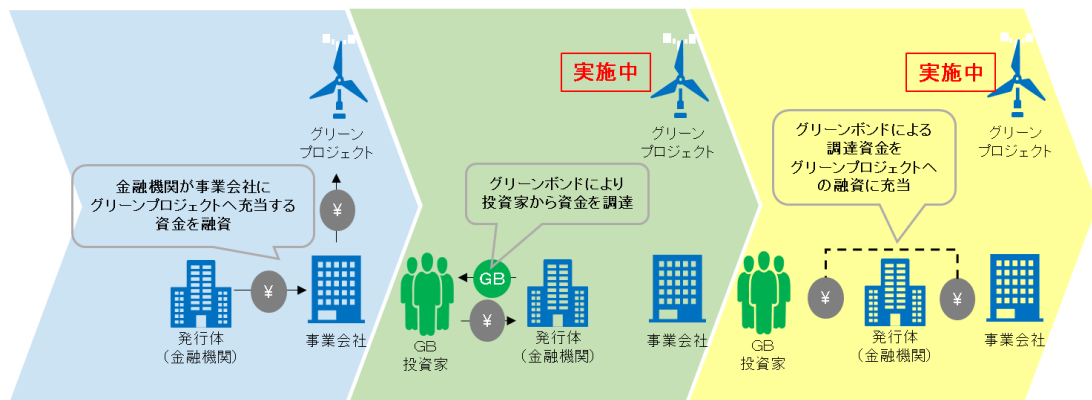 グリーン
プロジェクト
金融機関が事業会社に
グリーンプロジェクトへ充当する
資金を融資
¥
¥
発行体
(金融機関)
事業会社
実施中
グリーン
プロジェクト
グリーンボンドにより
投資家から資金を調達
GB
¥
GB
投資家
発行体
(金融機関)
事業会社
実施中
グリーン
プロジェクト
グリーンボンドによる
調達資金を
グリーンプロジェクトへ
の融資に充当
¥
¥
GB
投資家
発行体
(金融機関)
事業会社